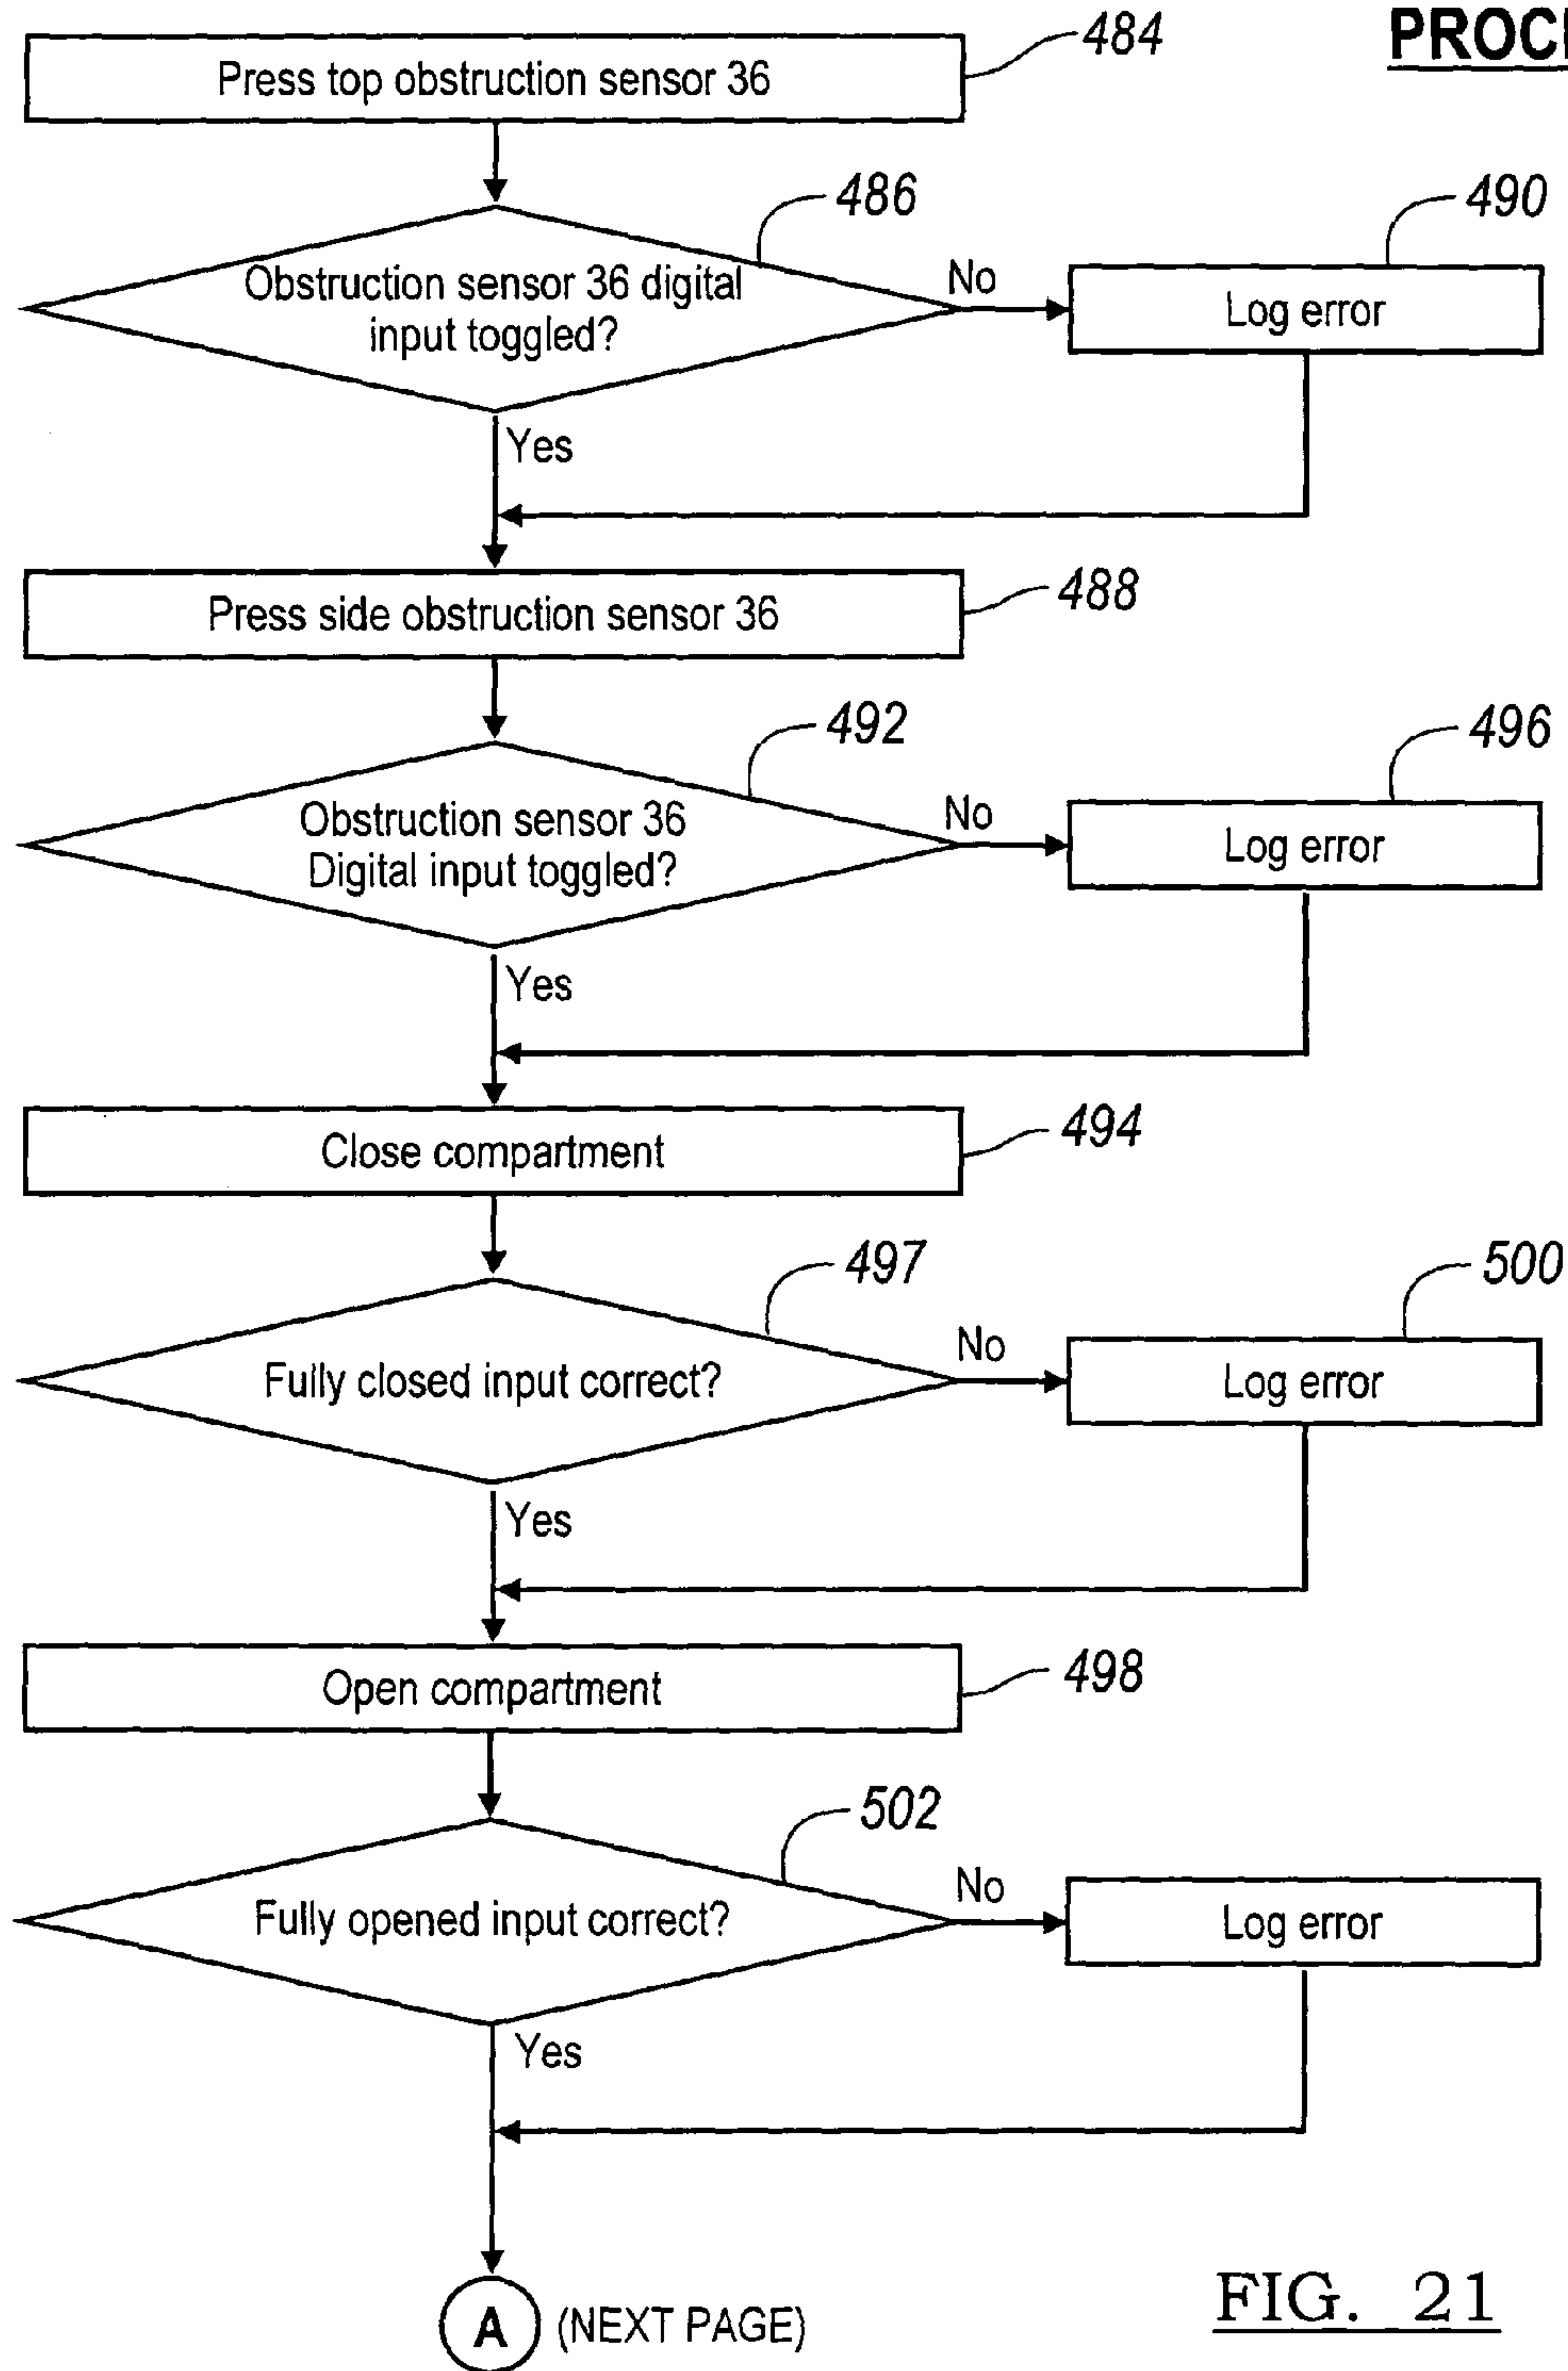 PROCI
484
Press top obstruction sensor 36
486
490
Obstruction sensor 36 digital
input toggled?
No
Log error
Yes
488
Press side obstruction sensor 36
492
496
Obstruction sensor 36
Digital input toggled?
No
Log error
Yes
494
Close compartment
497
500
Fully closed input correct?
No
Log error
Yes
498
Open compartment
502
Fully opened input correct?
No
Log error
Yes
A (NEXT PAGE)
FIG. 21